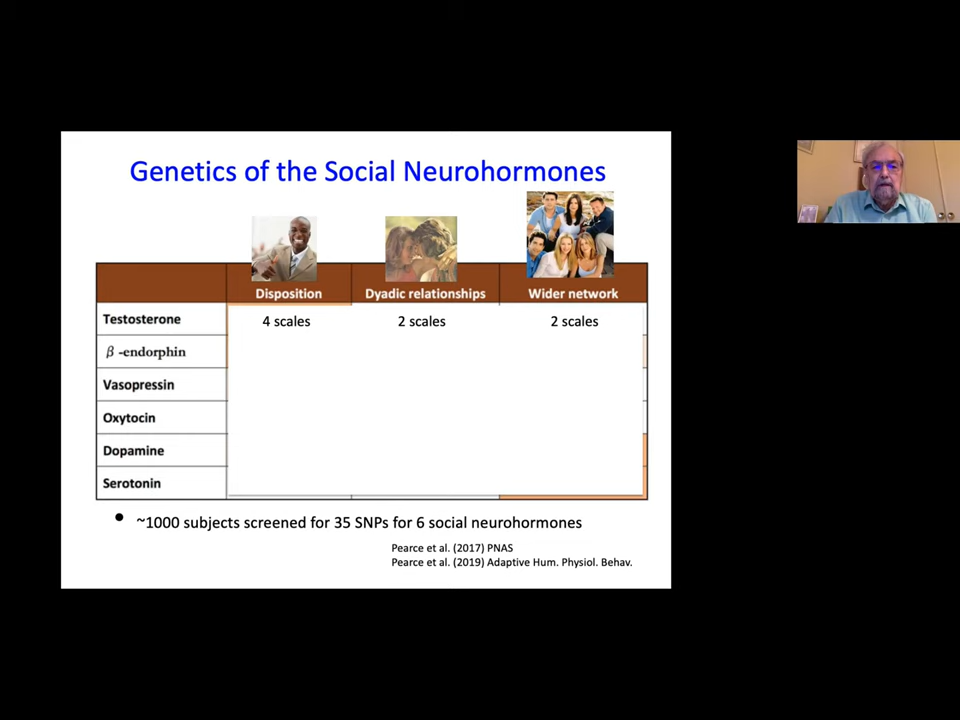 Genetics of the Social Neurohormones
Disposition Dyadic relationships Wider network
Testosterone 4 scales 2 scales 2 scales
β -endorphin
Vasopressin
Oxytocin
Dopamine
Serotonin
• ~1000 subjects screened for 35 SNPs for 6 social neurohormones
Pearce et al. (2017) PNAS
Pearce et al. (2019) Adaptive Hum. Physiol. Behav.